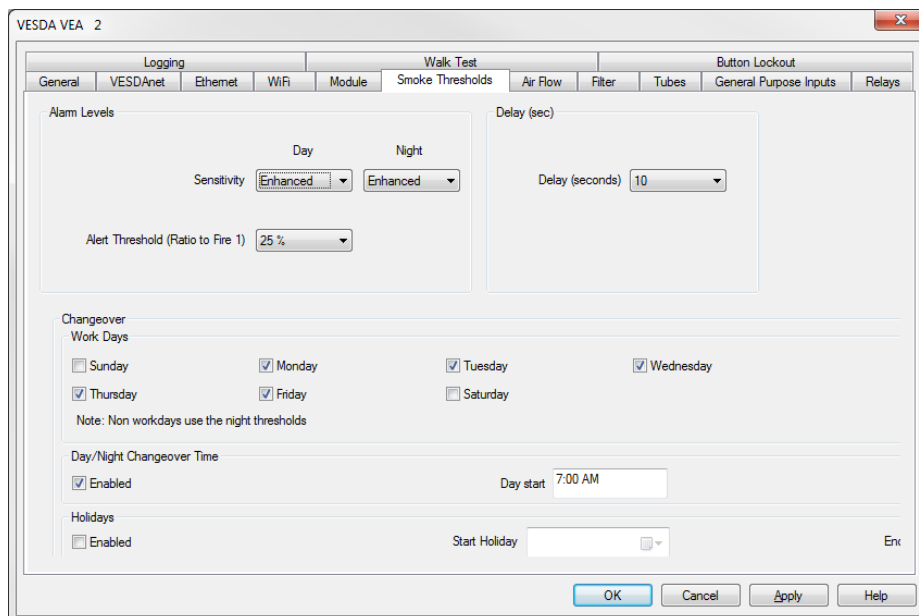 VESDA VEA 2
Logging Walk Test Button Lockout
General VESDAnet Ethernet WiFi Module Smoke Thresholds Air Flow Filter Tubes General Purpose Inputs Relays
Alarm Levels Delay (sec)
Day Night
Sensitivity Enhanced Enhanced Delay (seconds) 10
Alert Threshold (Ratio to Fire 1) 25 %
Changeover
Work Days
Sunday Monday Tuesday Wednesday
Thursday Friday Saturday
Note: Non workdays use the night thresholds
Day/Night Changeover Time
Enabled Day start 7:00 AM
Holidays
Enabled Start Holiday
OK Cancel Apply Help